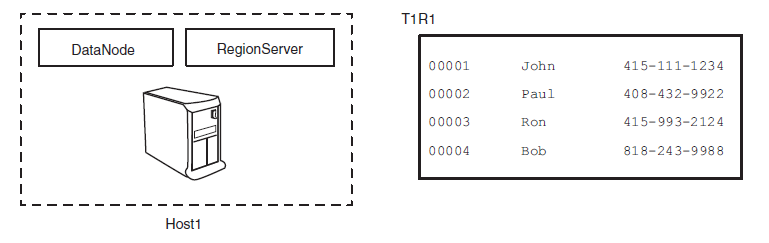 T1R1
DataNode RegionServer
00001 John 415-111-1234
00002 Paul 408-432-9922
00003 Ron 415-993-2124
00004 Bob 818-243-9988
Host1